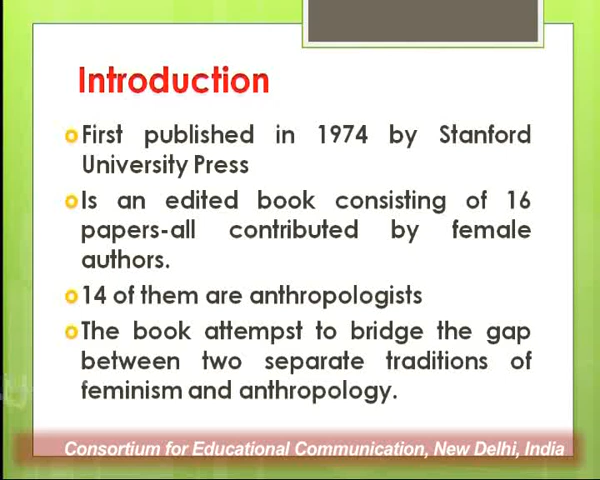 Introduction
First published in 1974 by Stanford
University Press
Is an edited book consisting of 16
papers-all contributed by female
authors.
14 of them are anthropologists
The book attempst to bridge the gap
between two separate traditions of
feminism and anthropology.
Consortium for Educational Communication, New Delhi, India